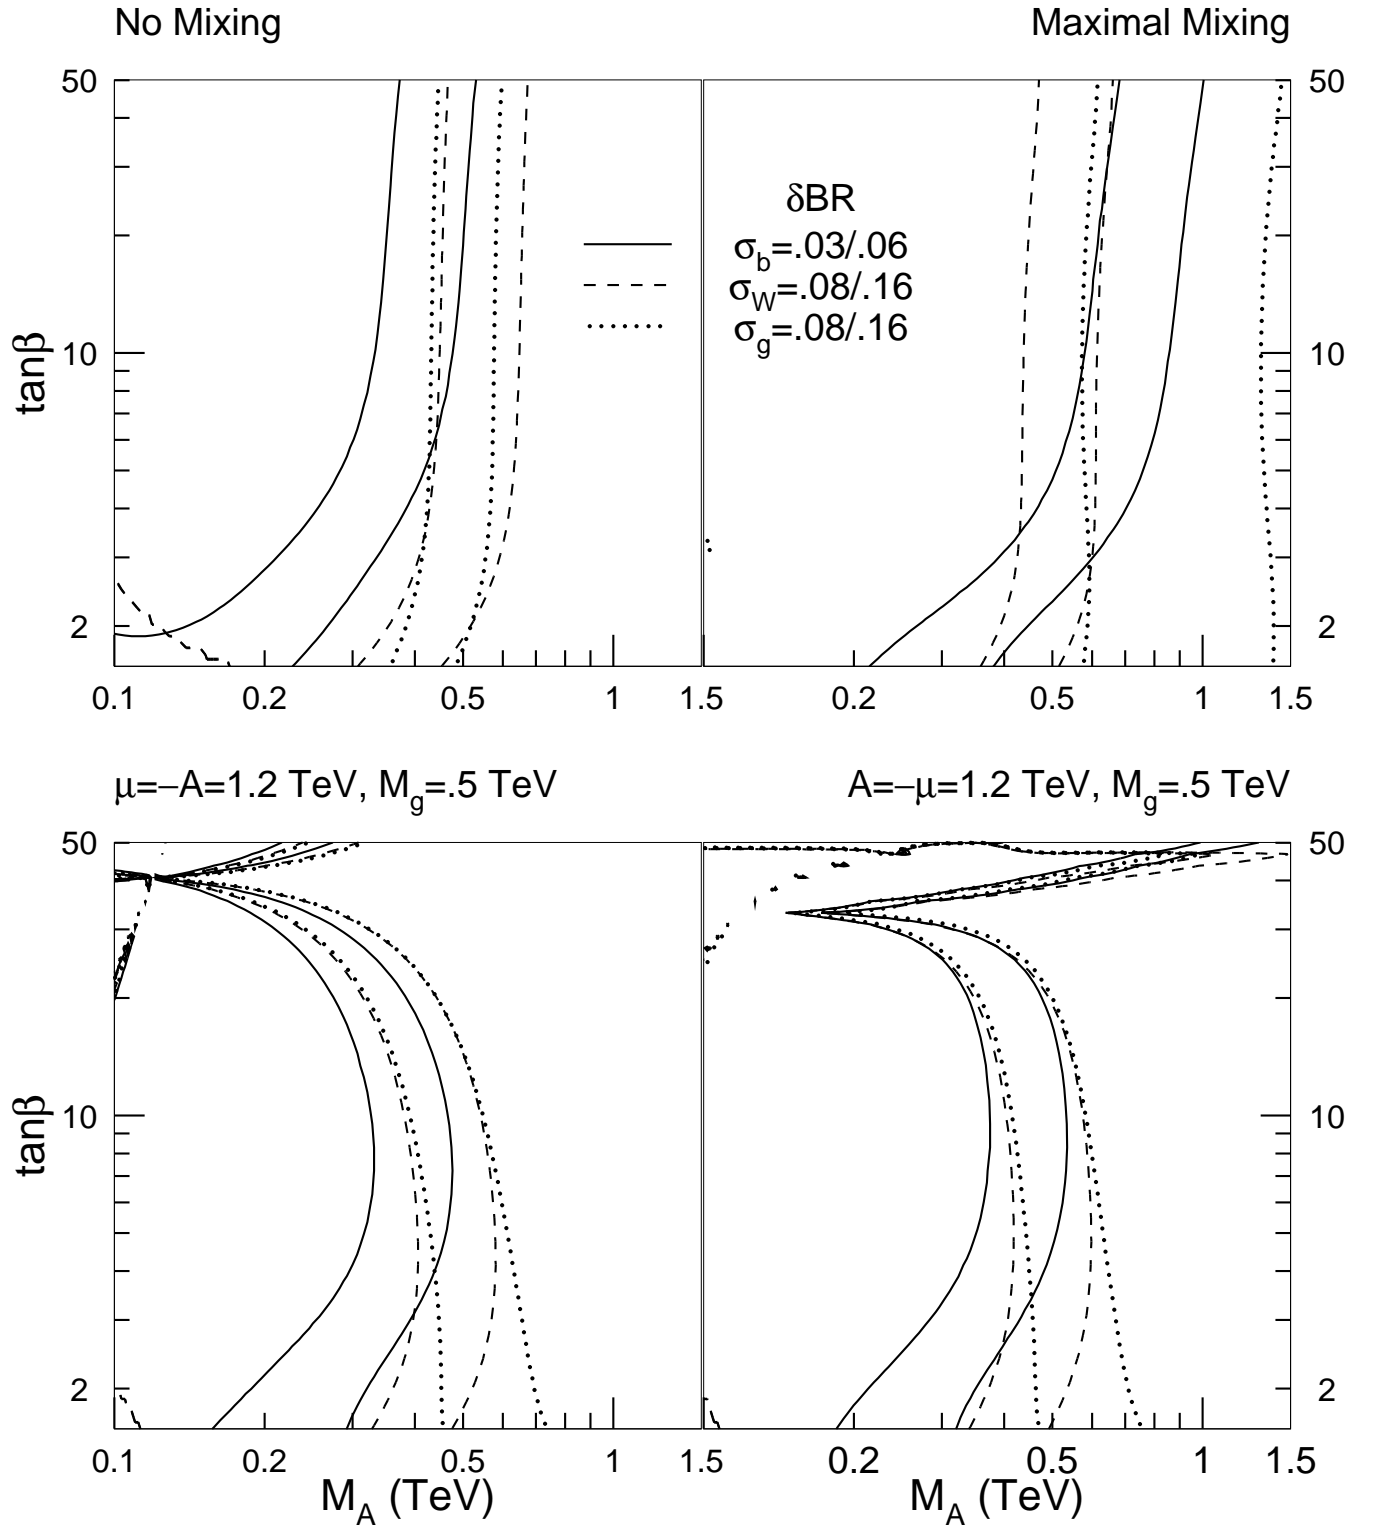 No Mixing Maximal Mixing
50 50
δBR
σb=.03/.06
σW=.08/.16
σg=.08/.16
tanβ
10 10
2 2
0.1 0.2 0.5 1 1.5 0.2 0.5 1 1.5
μ=−A=1.2 TeV, Mg=.5 TeV A=−μ=1.2 TeV, Mg=.5 TeV
50 50
tanβ
10 10
2 2
0.1 0.2 0.5 1 1.5 0.2 0.5 1 1.5
MA (TeV) MA (TeV)